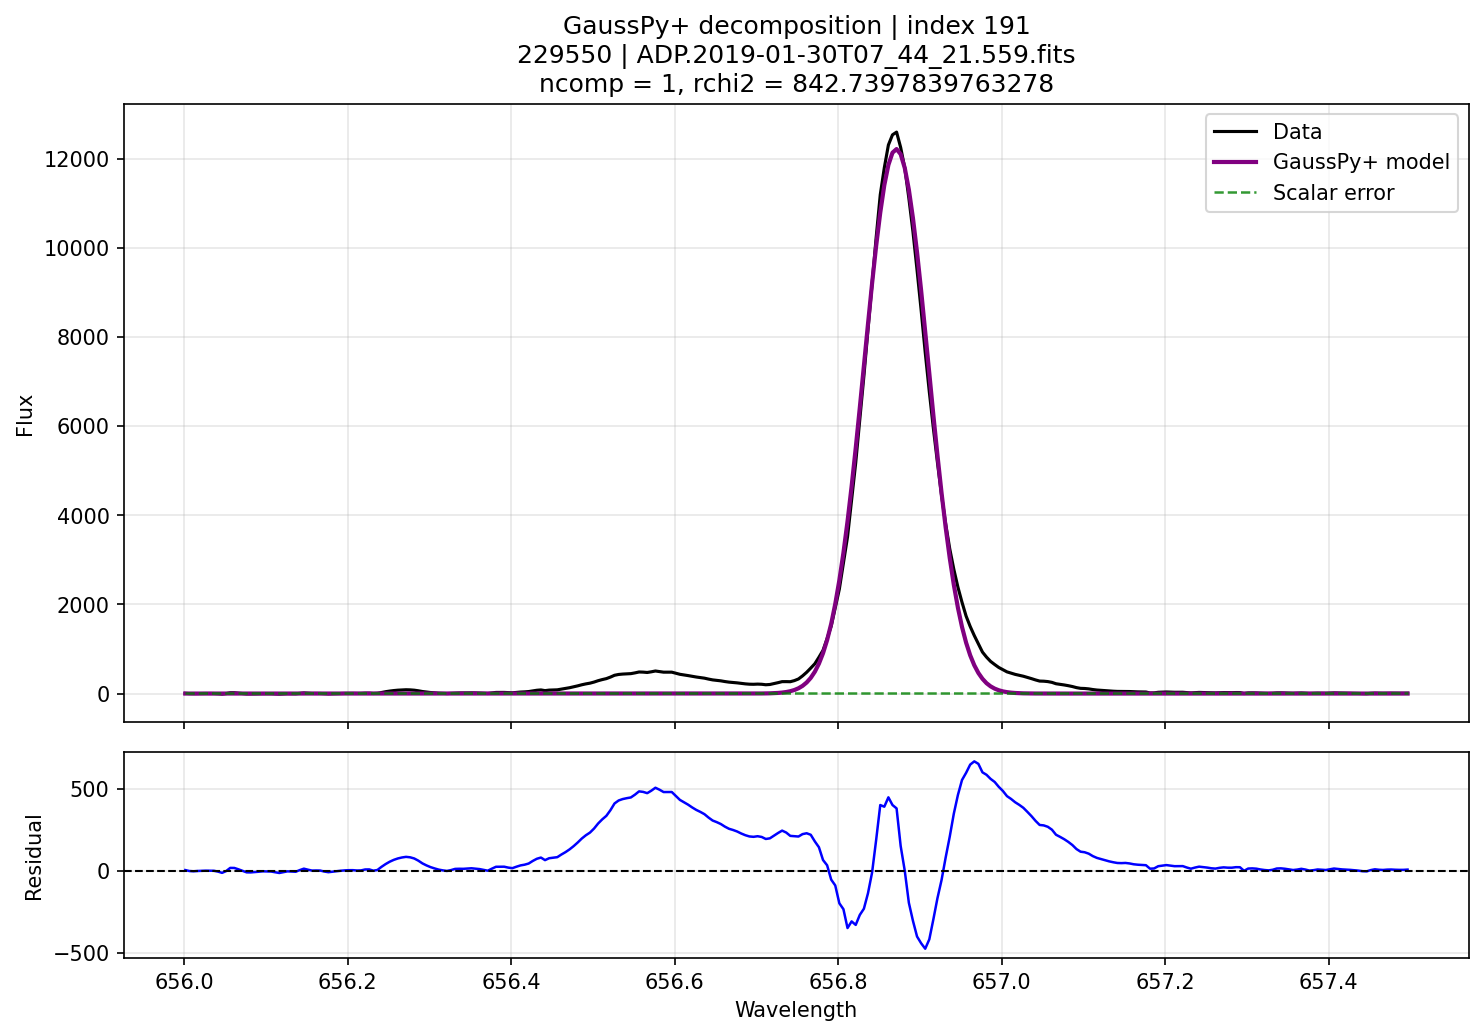 GaussPy+ decomposition | index 191
229550 | ADP.2019-01-30T07_44_21.559.fits
ncomp = 1, rchi2 = 842.7397839763278
Data
GaussPy+ model
Scalar error
12000
10000
8000
6000
4000
2000
0
Flux
500
0
−500
Residual
656.0 656.2 656.4 656.6 656.8 657.0 657.2 657.4
Wavelength